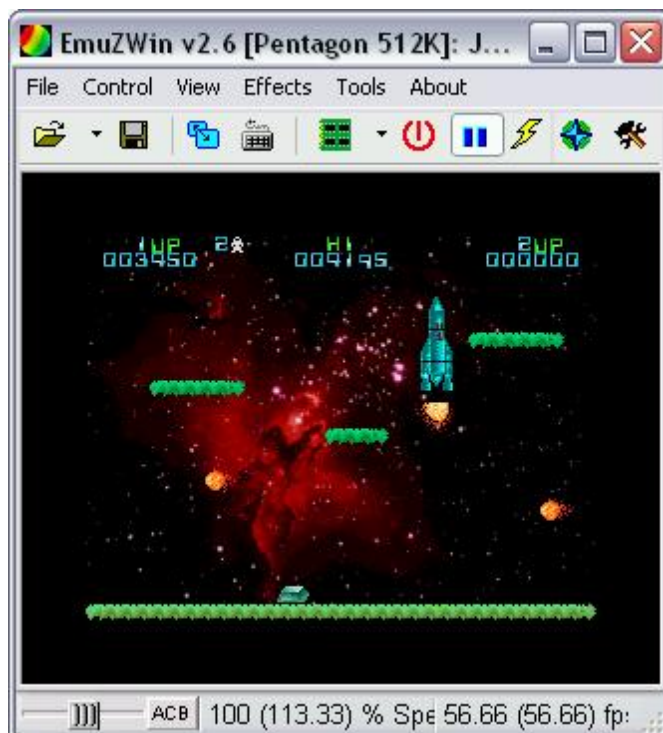 EmuZWin v2.6 [Pentagon 512K]: J...
File Control View Effects Tools About
1UP 2 HI 2UP
003450 004195 000000
ACB 100 (113.33) % Spe 56.66 (56.66) fp: